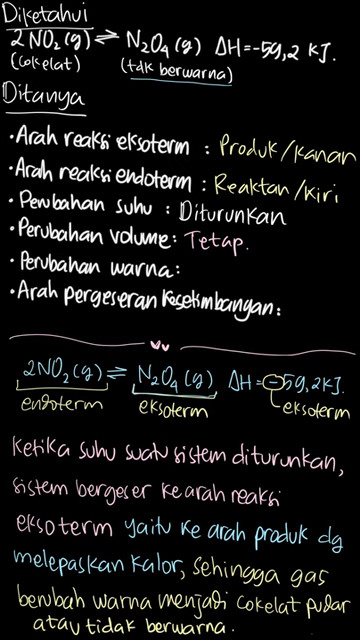 Diketahui
2NO₂(g) ⇌ N₂O₄(g) ΔH=-59,2 KJ.
(cokelat) (tdk berwarna)
Ditanya
• Arah reaksi eksoterm : Produk/kanan
• Arah reaksi endoterm : Reaktan/kiri
• Perubahan suhu : Diturunkan
• Perubahan volume : Tetap.
• Perubahan warna:
• Arah pergeseran kesetimbangan:
2NO₂(g) ⇌ N₂O₄(g) ΔH=-59,2KJ.
endoterm eksoterm eksoterm
Ketika suhu suatu sistem diturunkan,
sistem bergeser ke arah reaksi
eksoterm yaitu ke arah produk dg
melepaskan kalor, sehingga gas
berubah warna menjadi cokelat pudar
atau tidak berwarna.